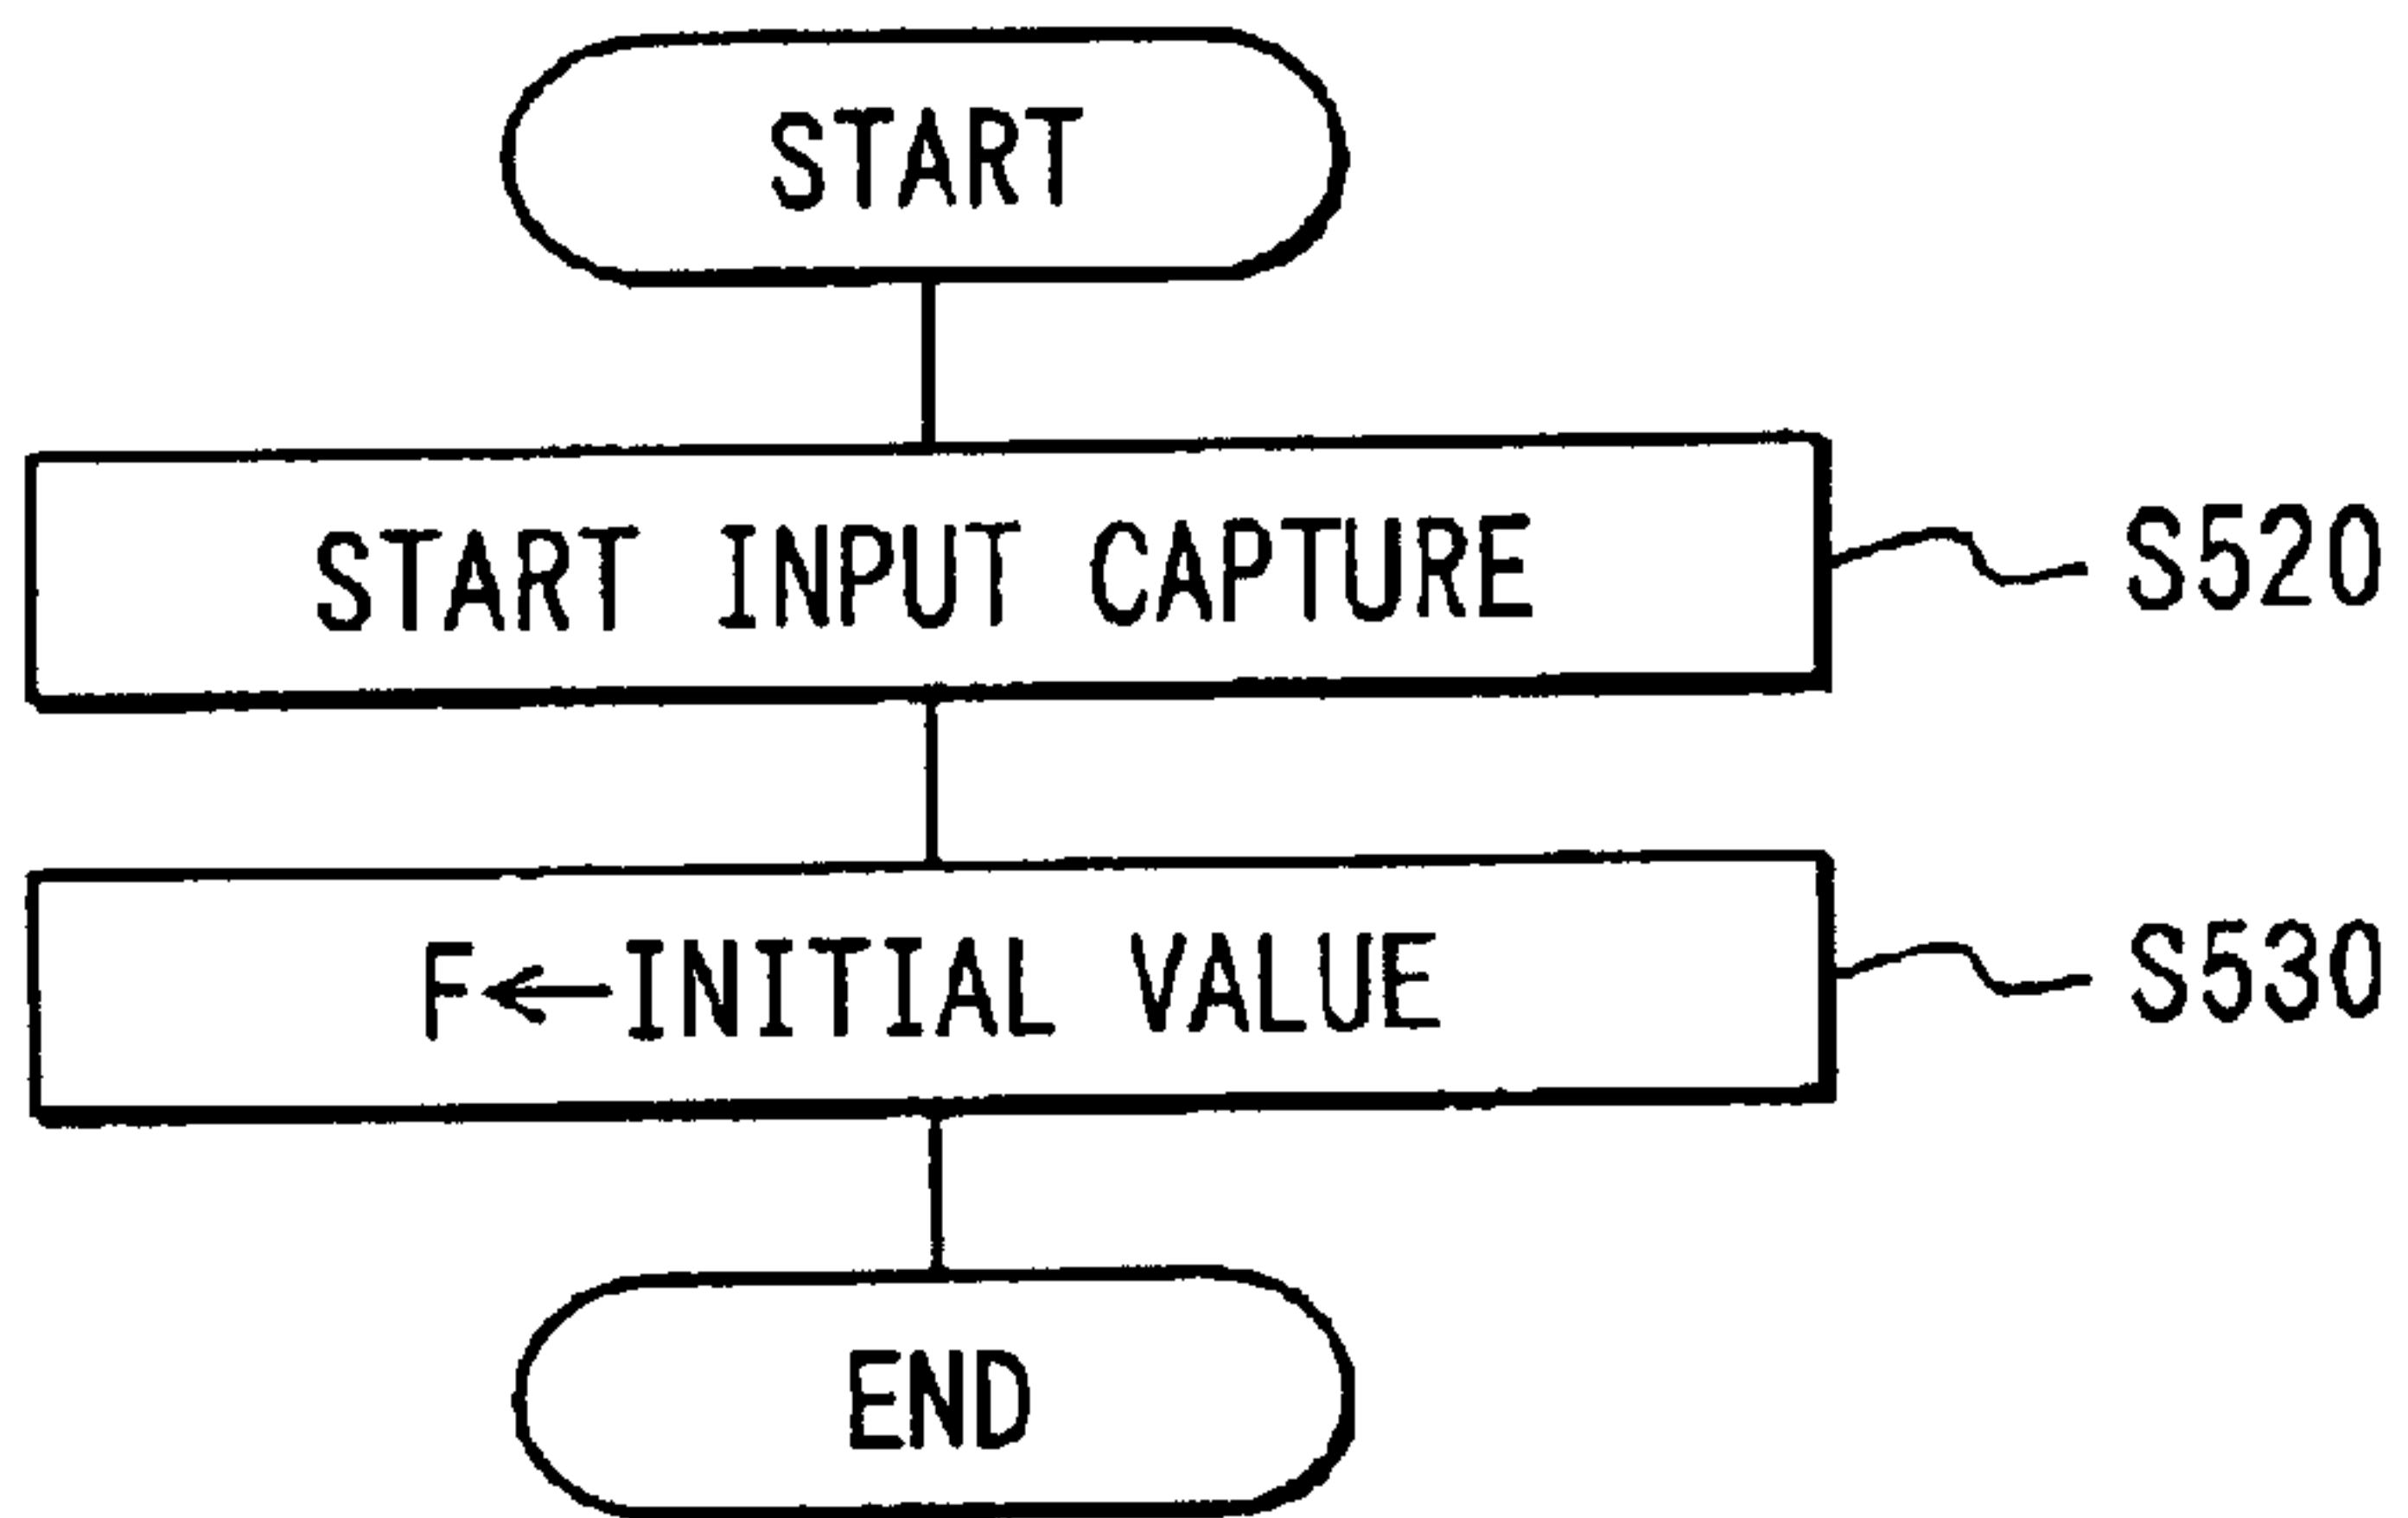 START
START INPUT CAPTURE
S520
F←INITIAL VALUE
S530
END